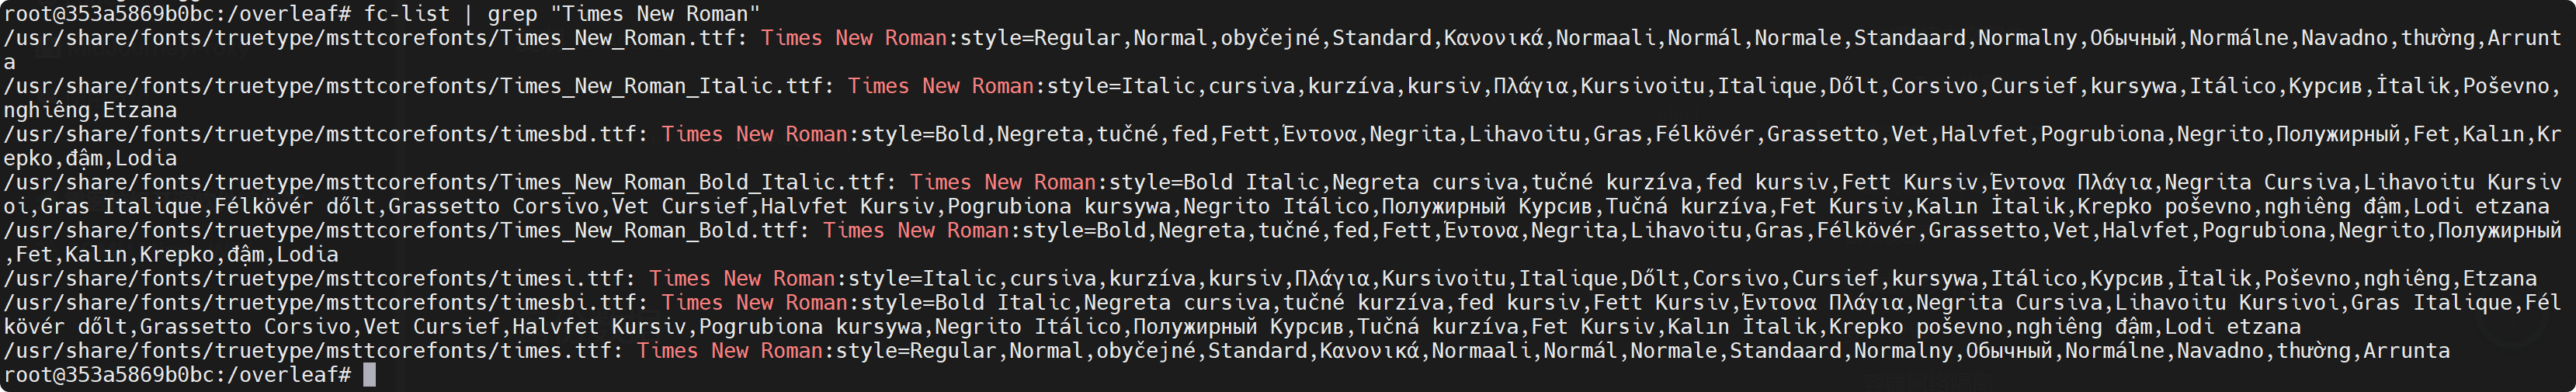 root@353a5869b0bc:/overleaf# fc-list | grep "Times New Roman"
/usr/share/fonts/truetype/msttcorefonts/Times_New_Roman.ttf: Times New Roman:style=Regular,Normal,obyčejné,Standard,Κανονικά,Normaali,Normál,Normale,Standaard,Normalny,Обычный,Normálne,Navadno,thường,Arrunt
a
/usr/share/fonts/truetype/msttcorefonts/Times_New_Roman_Italic.ttf: Times New Roman:style=Italic,cursiva,kurzíva,kursiv,Πλάγια,Kursivoitu,Italique,Dőlt,Corsivo,Cursief,kursywa,Itálico,Курсив,İtalik,Poševno,
nghiêng,Etzana
/usr/share/fonts/truetype/msttcorefonts/timesbd.ttf: Times New Roman:style=Bold,Negreta,tučné,fed,Fett,Έντονα,Negrita,Lihavoitu,Gras,Félkövér,Grassetto,Vet,Halvfet,Pogrubiona,Negrito,Полужирный,Fet,Kalın,Kr
epko,đậm,Lodia
/usr/share/fonts/truetype/msttcorefonts/Times_New_Roman_Bold_Italic.ttf: Times New Roman:style=Bold Italic,Negreta cursiva,tučné kurzíva,fed kursiv,Fett Kursiv,Έντονα Πλάγια,Negrita Cursiva,Lihavoitu Kursiv
oi,Gras Italique,Félkövér dőlt,Grassetto Corsivo,Vet Cursief,Halvfet Kursiv,Pogrubiona kursywa,Negrito Itálico,Полужирный Курсив,Tučná kurzíva,Fet Kursiv,Kalın İtalik,Krepko poševno,nghiêng đậm,Lodi etzana
/usr/share/fonts/truetype/msttcorefonts/Times_New_Roman_Bold.ttf: Times New Roman:style=Bold,Negreta,tučné,fed,Fett,Έντονα,Negrita,Lihavoitu,Gras,Félkövér,Grassetto,Vet,Halvfet,Pogrubiona,Negrito,Полужирный
,Fet,Kalın,Krepko,đậm,Lodia
/usr/share/fonts/truetype/msttcorefonts/timesi.ttf: Times New Roman:style=Italic,cursiva,kurzíva,kursiv,Πλάγια,Kursivoitu,Italique,Dőlt,Corsivo,Cursief,kursywa,Itálico,Курсив,İtalik,Poševno,nghiêng,Etzana
/usr/share/fonts/truetype/msttcorefonts/timesbi.ttf: Times New Roman:style=Bold Italic,Negreta cursiva,tučné kurzíva,fed kursiv,Fett Kursiv,Έντονα Πλάγια,Negrita Cursiva,Lihavoitu Kursivoi,Gras Italique,Fél
kövér dőlt,Grassetto Corsivo,Vet Cursief,Halvfet Kursiv,Pogrubiona kursywa,Negrito Itálico,Полужирный Курсив,Tučná kurzíva,Fet Kursiv,Kalın İtalik,Krepko poševno,nghiêng đậm,Lodi etzana
/usr/share/fonts/truetype/msttcorefonts/times.ttf: Times New Roman:style=Regular,Normal,obyčejné,Standard,Κανονικά,Normaali,Normál,Normale,Standaard,Normalny,Обычный,Normálne,Navadno,thường,Arrunta
root@353a5869b0bc:/overleaf#